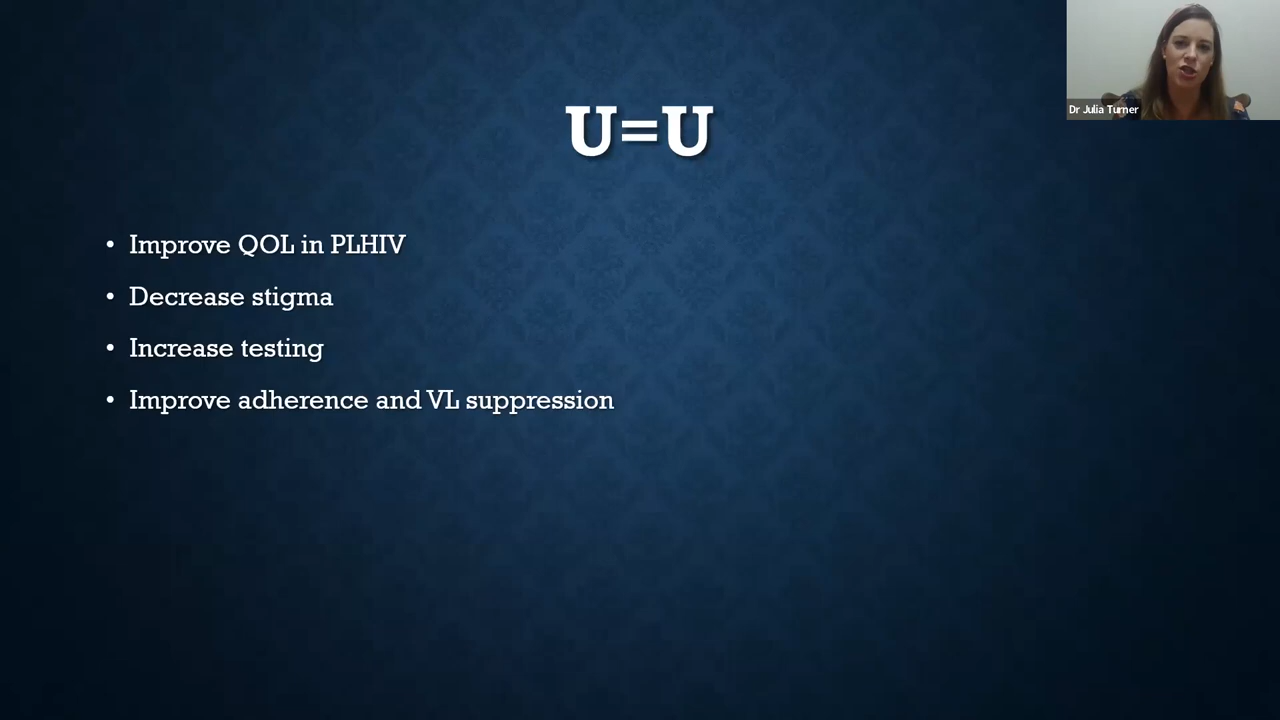 U=U
Dr Julia Turner
• Improve QOL in PLHIV
• Decrease stigma
• Increase testing
• Improve adherence and VL suppression